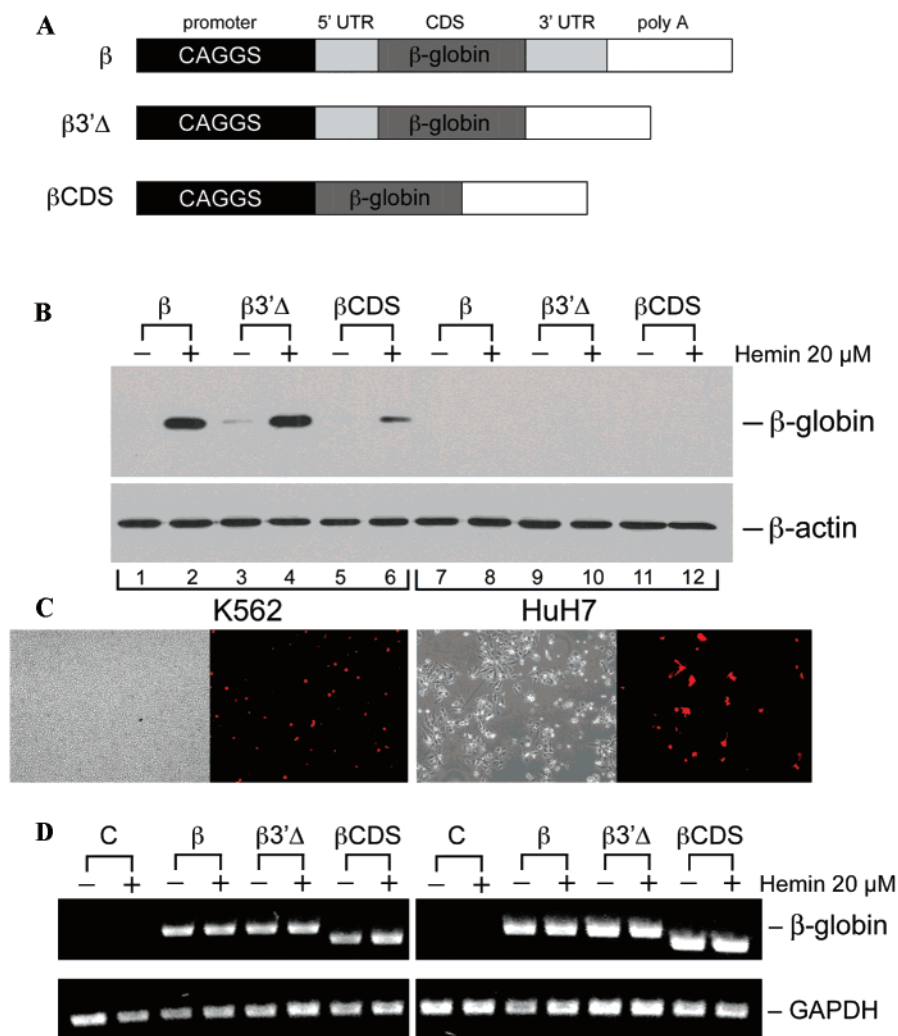 A
promoter 5' UTR CDS 3' UTR poly A
β CAGGS β-globin
β3'Δ CAGGS β-globin
βCDS CAGGS β-globin
B
β β3'Δ βCDS β β3'Δ βCDS
− + − + − + − + − + − + Hemin 20 μM
– β-globin
– β-actin
1 2 3 4 5 6 7 8 9 10 11 12
C K562 HuH7
D
C β β3'Δ βCDS C β β3'Δ βCDS
− + − + − + − + − + − + − + − + Hemin 20 μM
– β-globin
– GAPDH